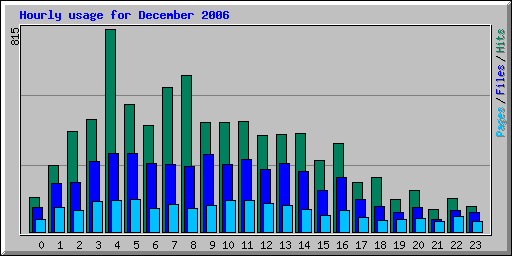 Hourly usage for December 2006
815
Pages / Files / Hits
0 1 2 3 4 5 6 7 8 9 10 11 12 13 14 15 16 17 18 19 20 21 22 23